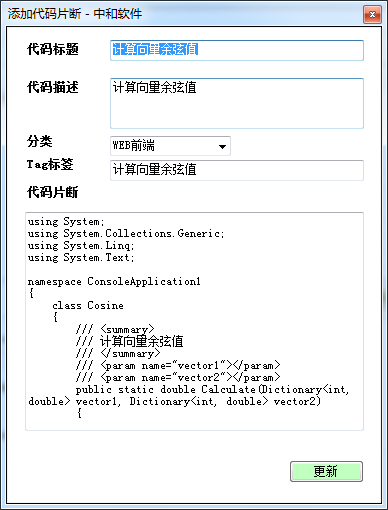 添加代码片断 - 中和软件
代码标题 计算向量余弦值
代码描述 计算向量余弦值
分类 WEB前端
Tag标签 计算向量余弦值
代码片断
using System;
using System.Collections.Generic;
using System.Linq;
using System.Text;
namespace ConsoleApplication1
{
    class Cosine
    {
        /// <summary>
        /// 计算向量余弦值
        /// </summary>
        /// <param name="vector1"></param>
        /// <param name="vector2"></param>
        public static double Calculate(Dictionary<int,
double> vector1, Dictionary<int, double> vector2)
        {
更新